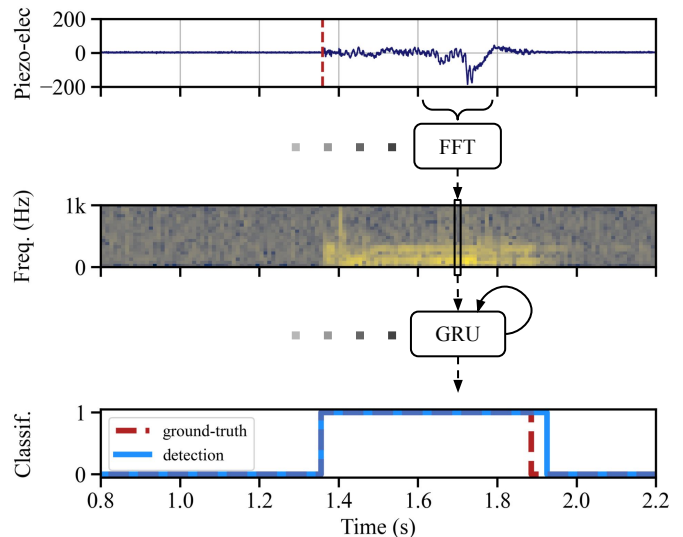 Piezo-elec
200
0
−200
FFT
Freq. (Hz)
1k
0
GRU
Classif.
1
0
ground-truth
detection
0.8 1.0 1.2 1.4 1.6 1.8 2.0 2.2
Time (s)